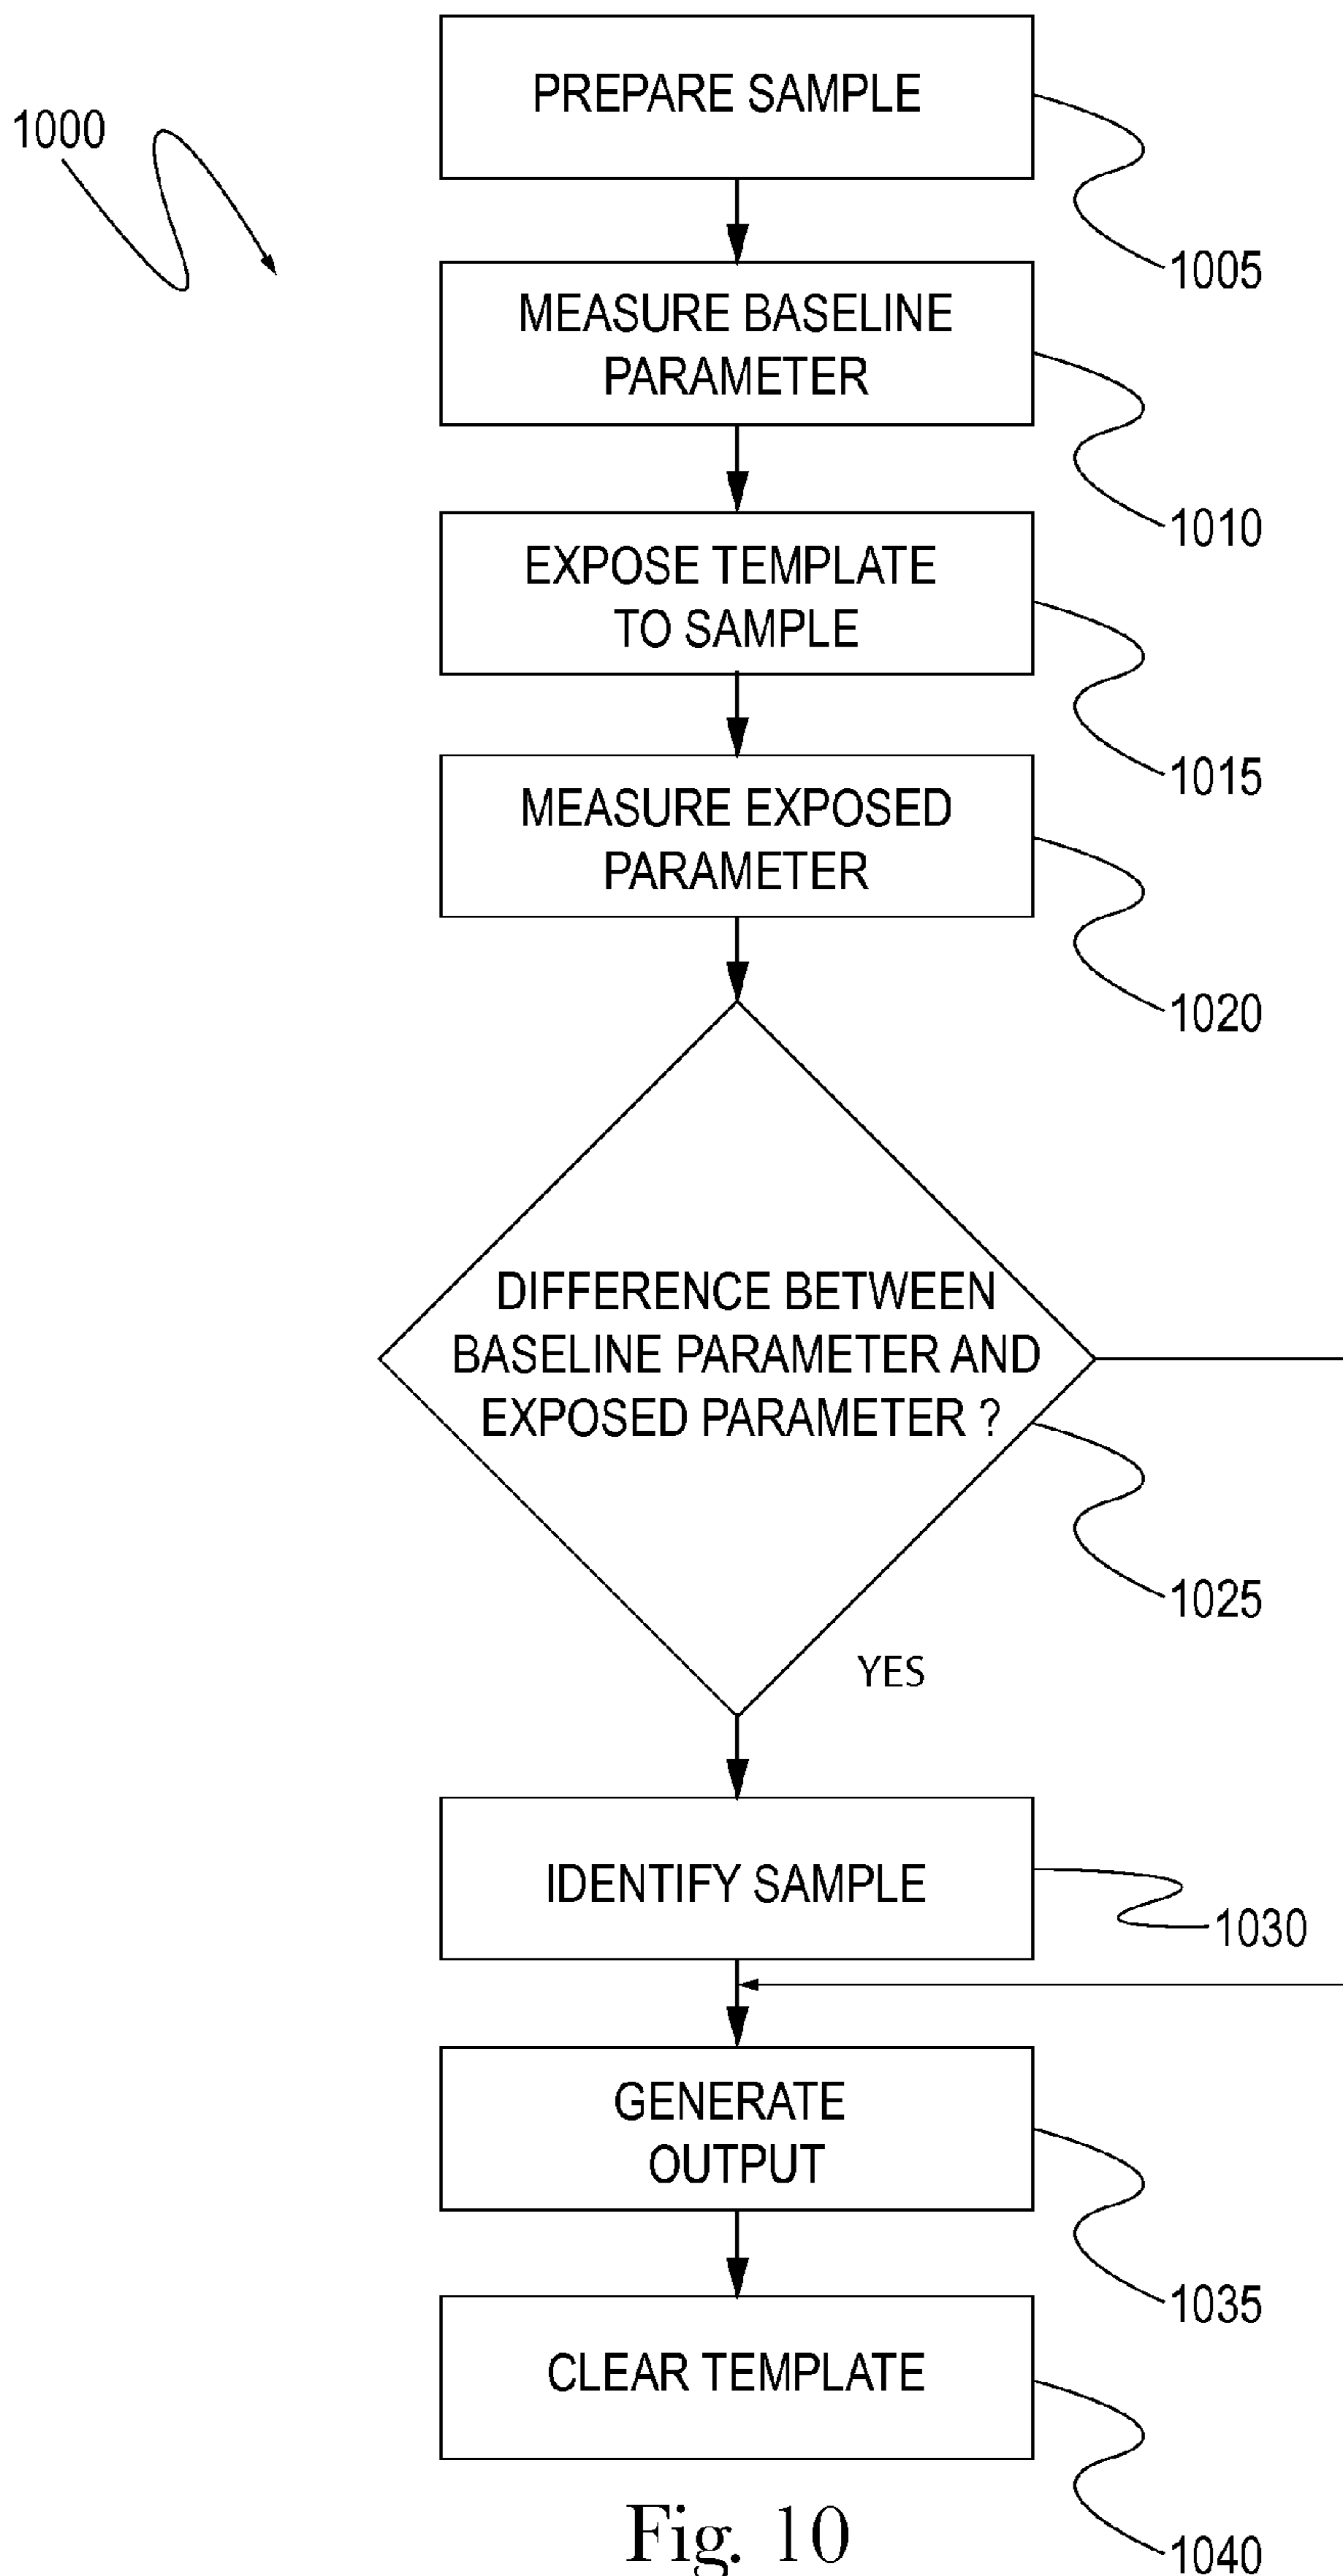 PREPARE SAMPLE
1000
1005
MEASURE BASELINE
PARAMETER
1010
EXPOSE TEMPLATE
TO SAMPLE
1015
MEASURE EXPOSED
PARAMETER
1020
DIFFERENCE BETWEEN
BASELINE PARAMETER AND
EXPOSED PARAMETER ?
1025
YES
IDENTIFY SAMPLE
1030
GENERATE
OUTPUT
1035
CLEAR TEMPLATE
1040
Fig. 10